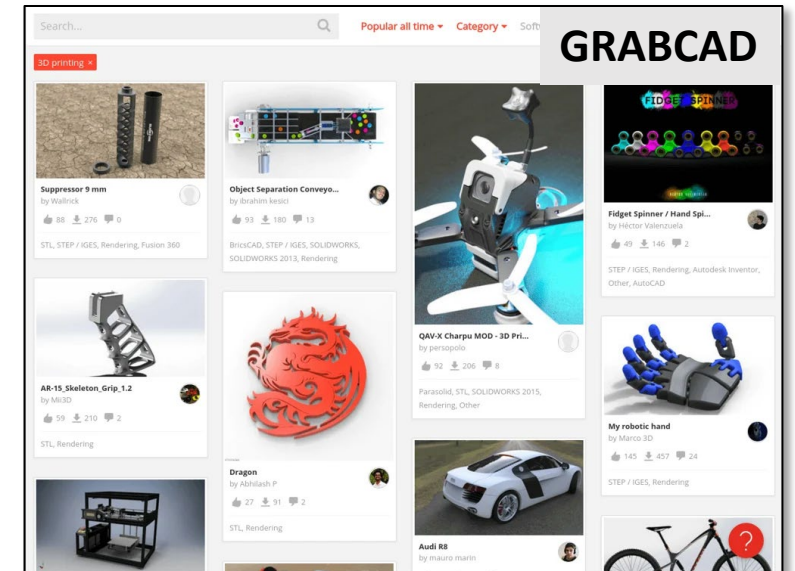 Search...
Popular all time
Category
Softw
GRABCAD
3D printing ×
Suppressor 9 mm
by Wallrick
88 276 0
STL, STEP / IGES, Rendering, Fusion 360
AR-15_Skeleton_Grip_1.2
by Mii3D
59 210 2
STL, Rendering
Object Separation Conveyo...
by ibrahim kesici
93 180 13
BricsCAD, STEP / IGES, SOLIDWORKS,
SOLIDWORKS 2013, Rendering
Dragon
by Abhilash P
27 91 2
STL, Rendering
QAV-X Charpu MOD - 3D Pri...
by persopolo
92 206 8
Parasolid, STL, SOLIDWORKS 2015,
Rendering, Other
Audi R8
by mauro marin
FIDGET SPINNER
Fidget Spinner / Hand Spi...
by Héctor Valenzuela
49 146 2
STEP / IGES, Rendering, Autodesk Inventor,
Other, AutoCAD
My robotic hand
by Marco 3D
145 457 24
STEP / IGES, Rendering
?